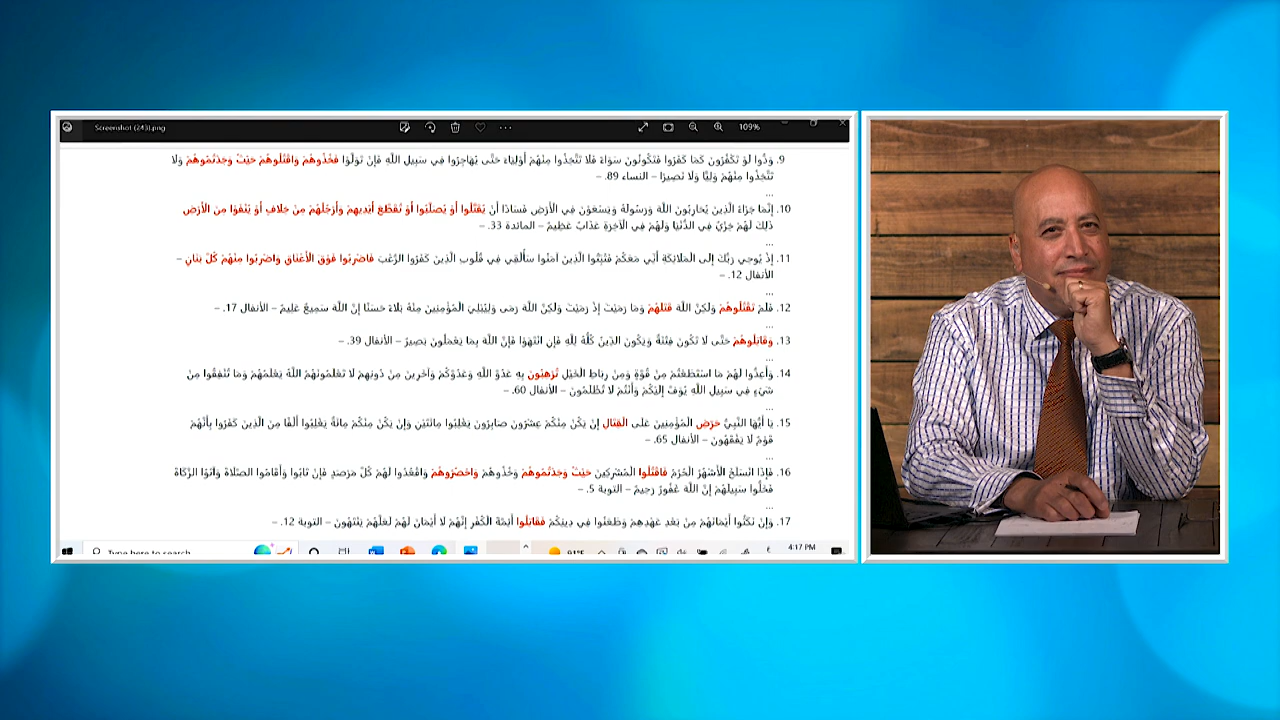 Screenshot (243).png
109%
9. وَدُّوا لَوْ تَكْفُرُونَ كَمَا كَفَرُوا فَتَكُونُونَ سَوَاءً فَلَا تَتَّخِذُوا مِنْهُمْ أَوْلِيَاءَ حَتَّى يُهَاجِرُوا فِي سَبِيلِ اللَّهِ فَإِنْ تَوَلَّوْا فَخُذُوهُمْ وَاقْتُلُوهُمْ حَيْثُ وَجَدْتُمُوهُمْ وَلَا
تَتَّخِذُوا مِنْهُمْ وَلِيًّا وَلَا نَصِيرًا – النساء 89. –
...
10. إِنَّمَا جَزَاءُ الَّذِينَ يُحَارِبُونَ اللَّهَ وَرَسُولَهُ وَيَسْعَوْنَ فِي الْأَرْضِ فَسَادًا أَنْ يُقَتَّلُوا أَوْ يُصَلَّبُوا أَوْ تُقَطَّعَ أَيْدِيهِمْ وَأَرْجُلُهُمْ مِنْ خِلَافٍ أَوْ يُنْفَوْا مِنَ الْأَرْضِ
ذَلِكَ لَهُمْ خِزْيٌ فِي الدُّنْيَا وَلَهُمْ فِي الْآخِرَةِ عَذَابٌ عَظِيمٌ – المائدة 33. –
...
11. إِذْ يُوحِي رَبُّكَ إِلَى الْمَلَائِكَةِ أَنِّي مَعَكُمْ فَثَبِّتُوا الَّذِينَ آمَنُوا سَأُلْقِي فِي قُلُوبِ الَّذِينَ كَفَرُوا الرُّعْبَ فَاضْرِبُوا فَوْقَ الْأَعْنَاقِ وَاضْرِبُوا مِنْهُمْ كُلَّ بَنَانٍ –
الأنفال 12. –
...
12. فَلَمْ تَقْتُلُوهُمْ وَلَكِنَّ اللَّهَ قَتَلَهُمْ وَمَا رَمَيْتَ إِذْ رَمَيْتَ وَلَكِنَّ اللَّهَ رَمَى وَلِيُبْلِيَ الْمُؤْمِنِينَ مِنْهُ بَلَاءً حَسَنًا إِنَّ اللَّهَ سَمِيعٌ عَلِيمٌ – الأنفال 17. –
...
13. وَقَاتِلُوهُمْ حَتَّى لَا تَكُونَ فِتْنَةٌ وَيَكُونَ الدِّينُ كُلُّهُ لِلَّهِ فَإِنِ انْتَهَوْا فَإِنَّ اللَّهَ بِمَا يَعْمَلُونَ بَصِيرٌ – الأنفال 39. –
...
14. وَأَعِدُّوا لَهُمْ مَا اسْتَطَعْتُمْ مِنْ قُوَّةٍ وَمِنْ رِبَاطِ الْخَيْلِ تُرْهِبُونَ بِهِ عَدُوَّ اللَّهِ وَعَدُوَّكُمْ وَآخَرِينَ مِنْ دُونِهِمْ لَا تَعْلَمُونَهُمُ اللَّهُ يَعْلَمُهُمْ وَمَا تُنْفِقُوا مِنْ
شَيْءٍ فِي سَبِيلِ اللَّهِ يُوَفَّ إِلَيْكُمْ وَأَنْتُمْ لَا تُظْلَمُونَ – الأنفال 60. –
...
15. يَا أَيُّهَا النَّبِيُّ حَرِّضِ الْمُؤْمِنِينَ عَلَى الْقِتَالِ إِنْ يَكُنْ مِنْكُمْ عِشْرُونَ صَابِرُونَ يَغْلِبُوا مِائَتَيْنِ وَإِنْ يَكُنْ مِنْكُمْ مِائَةٌ يَغْلِبُوا أَلْفًا مِنَ الَّذِينَ كَفَرُوا بِأَنَّهُمْ
قَوْمٌ لَا يَفْقَهُونَ – الأنفال 65. –
...
16. فَإِذَا انْسَلَخَ الْأَشْهُرُ الْحُرُمُ فَاقْتُلُوا الْمُشْرِكِينَ حَيْثُ وَجَدْتُمُوهُمْ وَخُذُوهُمْ وَاحْصُرُوهُمْ وَاقْعُدُوا لَهُمْ كُلَّ مَرْصَدٍ فَإِنْ تَابُوا وَأَقَامُوا الصَّلَاةَ وَآتَوُا الزَّكَاةَ
فَخَلُّوا سَبِيلَهُمْ إِنَّ اللَّهَ غَفُورٌ رَحِيمٌ – التوبة 5. –
...
17. وَإِنْ نَكَثُوا أَيْمَانَهُمْ مِنْ بَعْدِ عَهْدِهِمْ وَطَعَنُوا فِي دِينِكُمْ فَقَاتِلُوا أَئِمَّةَ الْكُفْرِ إِنَّهُمْ لَا أَيْمَانَ لَهُمْ لَعَلَّهُمْ يَنْتَهُونَ – التوبة 12. –
Type here to search
91°F
4:17 PM